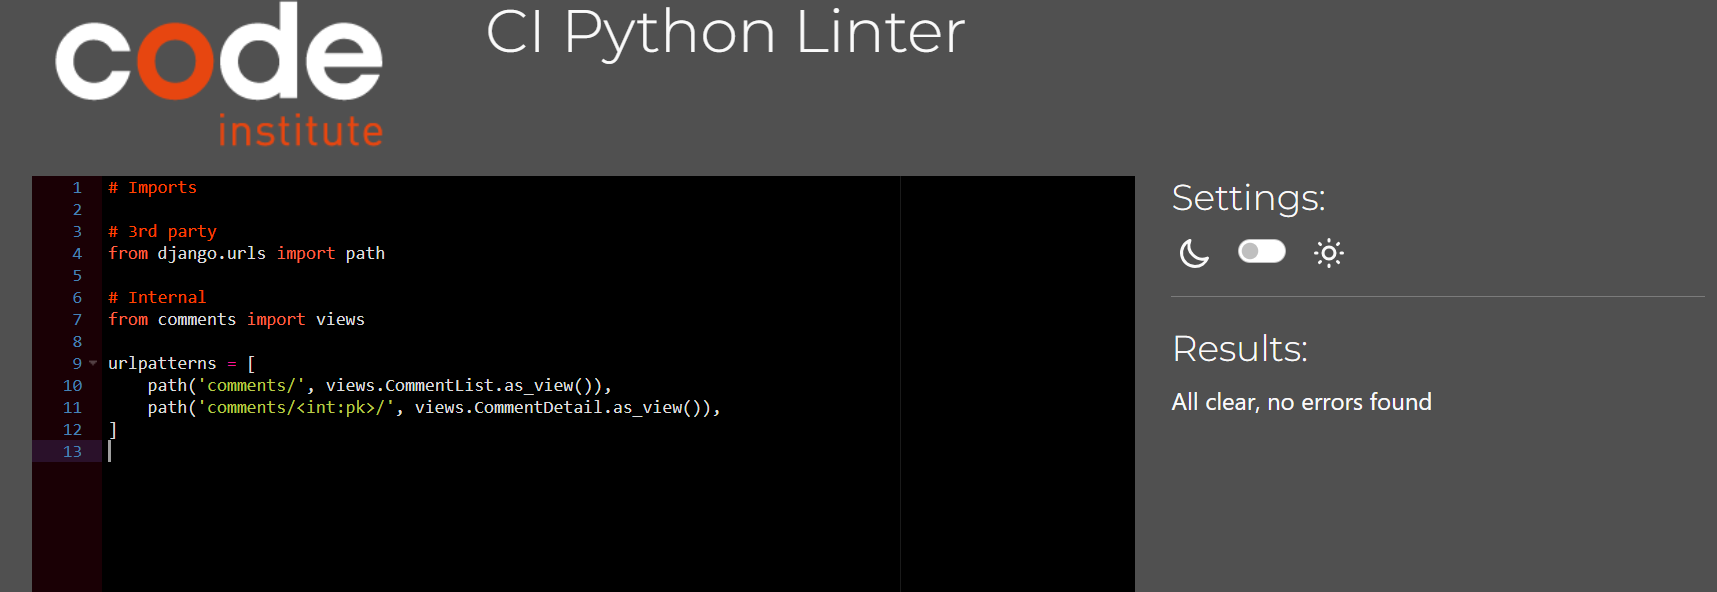 code
institute
CI Python Linter
1 # Imports
2
3 # 3rd party
4 from django.urls import path
5
6 # Internal
7 from comments import views
8
9 urlpatterns = [
10     path('comments/', views.CommentList.as_view()),
11     path('comments/<int:pk>/', views.CommentDetail.as_view()),
12 ]
13
Settings:
Results:
All clear, no errors found